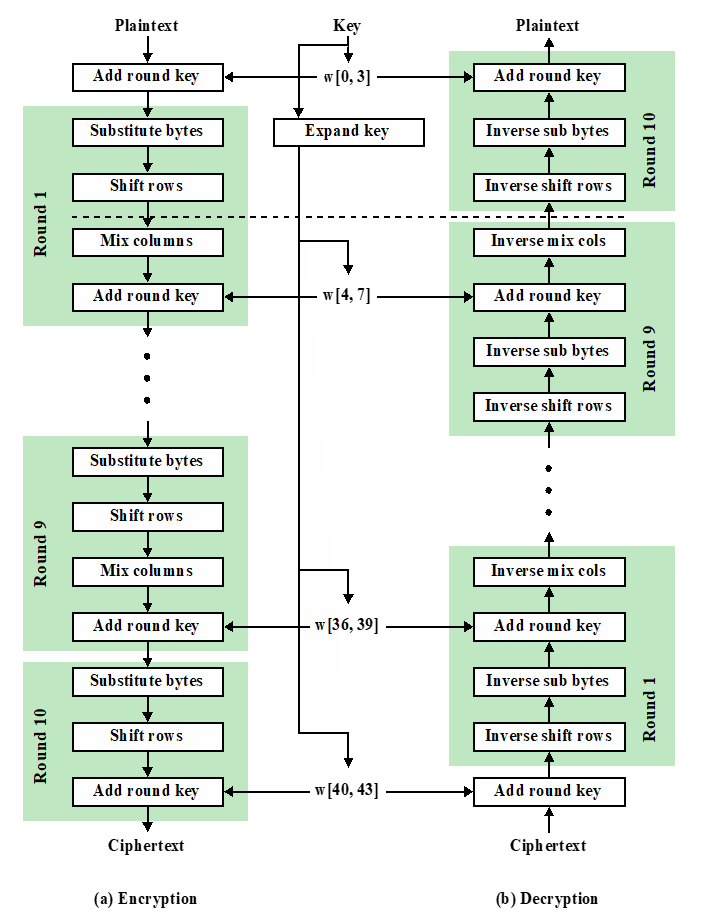 Plaintext
Key
Plaintext
Add round key
w[0, 3]
Add round key
Substitute bytes
Expand key
Inverse sub bytes
Round 1
Round 10
Shift rows
Inverse shift rows
Mix columns
Inverse mix cols
Add round key
w[4, 7]
Add round key
Inverse sub bytes
Round 9
Inverse shift rows
Substitute bytes
Shift rows
Round 9
Mix columns
Inverse mix cols
Add round key
w[36, 39]
Add round key
Substitute bytes
Inverse sub bytes
Round 10
Round 1
Shift rows
Inverse shift rows
Add round key
w[40, 43]
Add round key
Ciphertext
Ciphertext
(a) Encryption
(b) Decryption